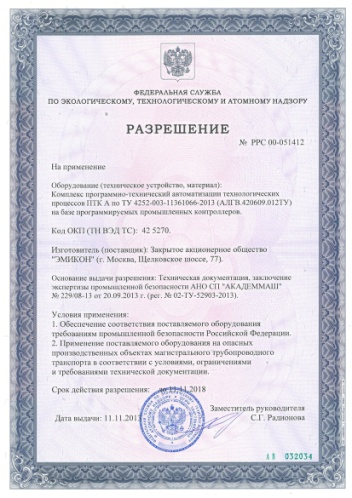 ФЕДЕРАЛЬНАЯ СЛУЖБА
ПО ЭКОЛОГИЧЕСКОМУ, ТЕХНОЛОГИЧЕСКОМУ И АТОМНОМУ НАДЗОРУ
РАЗРЕШЕНИЕ
№ РРС 00-051412
На применение
Оборудование (техническое устройство, материал):
Комплекс программно-технический автоматизации технологических
процессов ПТК А по ТУ 4252-003-11361066-2013 (АЛГВ.420609.012ТУ)
на базе программируемых промышленных контроллеров.
Код ОКП (ТН ВЭД ТС): 42 5270.
Изготовитель (поставщик): Закрытое акционерное общество
"ЭМИКОН" (г. Москва, Щелковское шоссе, 77).
Основание выдачи разрешения: Техническая документация, заключение
экспертизы промышленной безопасности АНО СП "АКАДЕММАШ"
№ 229/08-13 от 20.09.2013 г. (рег. № 02-ТУ-52903-2013).
Условия применения:
1. Обеспечение соответствия поставляемого оборудования
требованиям промышленной безопасности Российской Федерации.
2. Применение поставляемого оборудования на опасных
производственных объектах магистрального трубопроводного
транспорта в соответствии с условиями, ограничениями
и требованиями технической документации.
Срок действия разрешения: до 11.11.2018
Дата выдачи 11.11.2013
Заместитель руководителя
С.Г. Радионова
АВ 032034